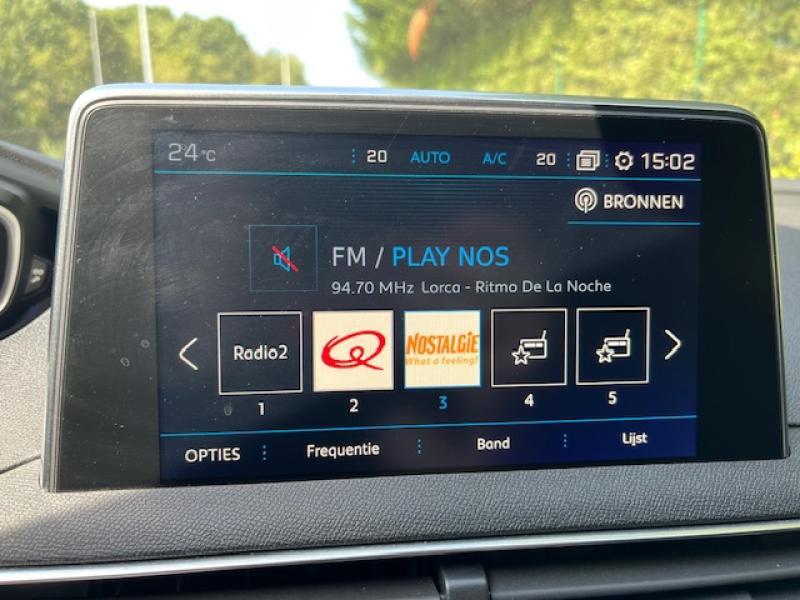 24°C 20 AUTO A/C 20 15:02
BRONNEN
FM / PLAY NOS
94.70 MHz Lorca - Ritmo De La Noche
Radio2 Q NOSTALGIE
What a feeling!
1 2 3 4 5
OPTIES Frequentie Band Lijst